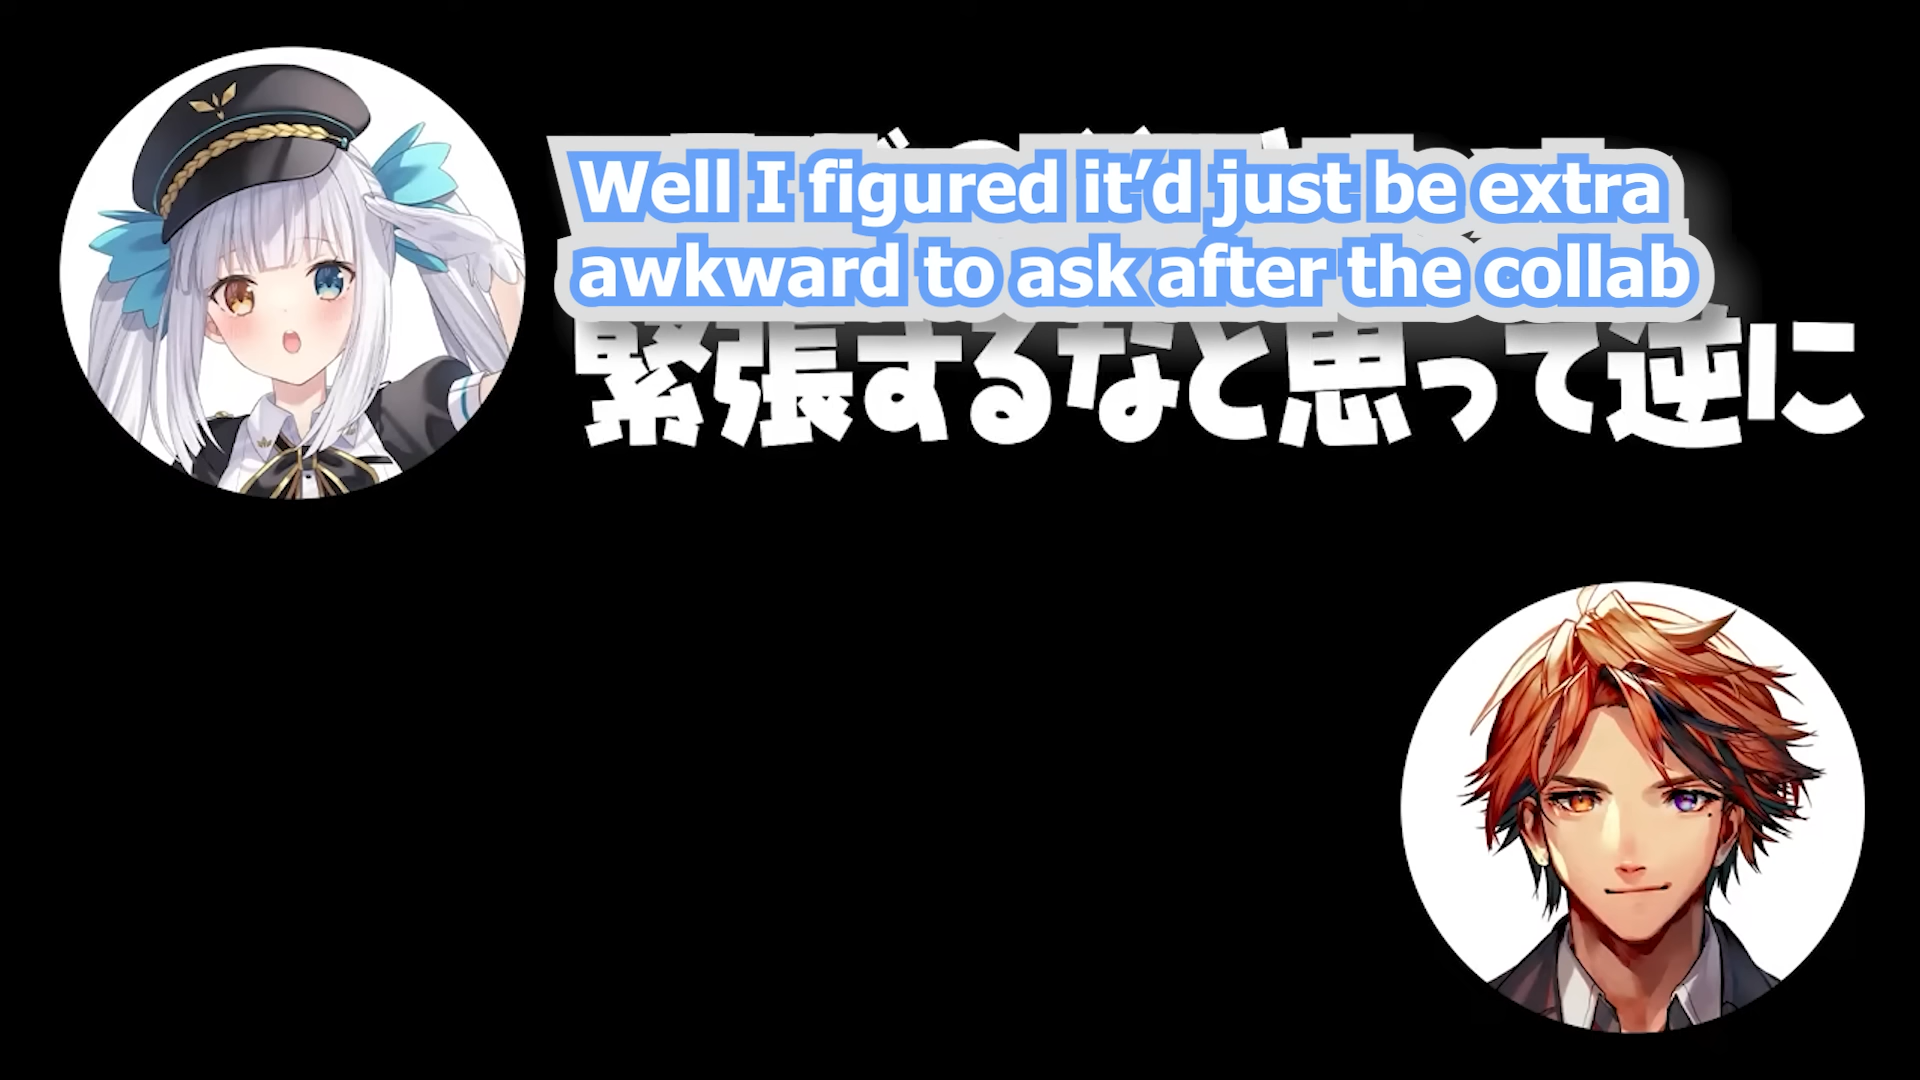 Well I figured it’d just be extra
awkward to ask after the collab
緊張するなと思って逆に